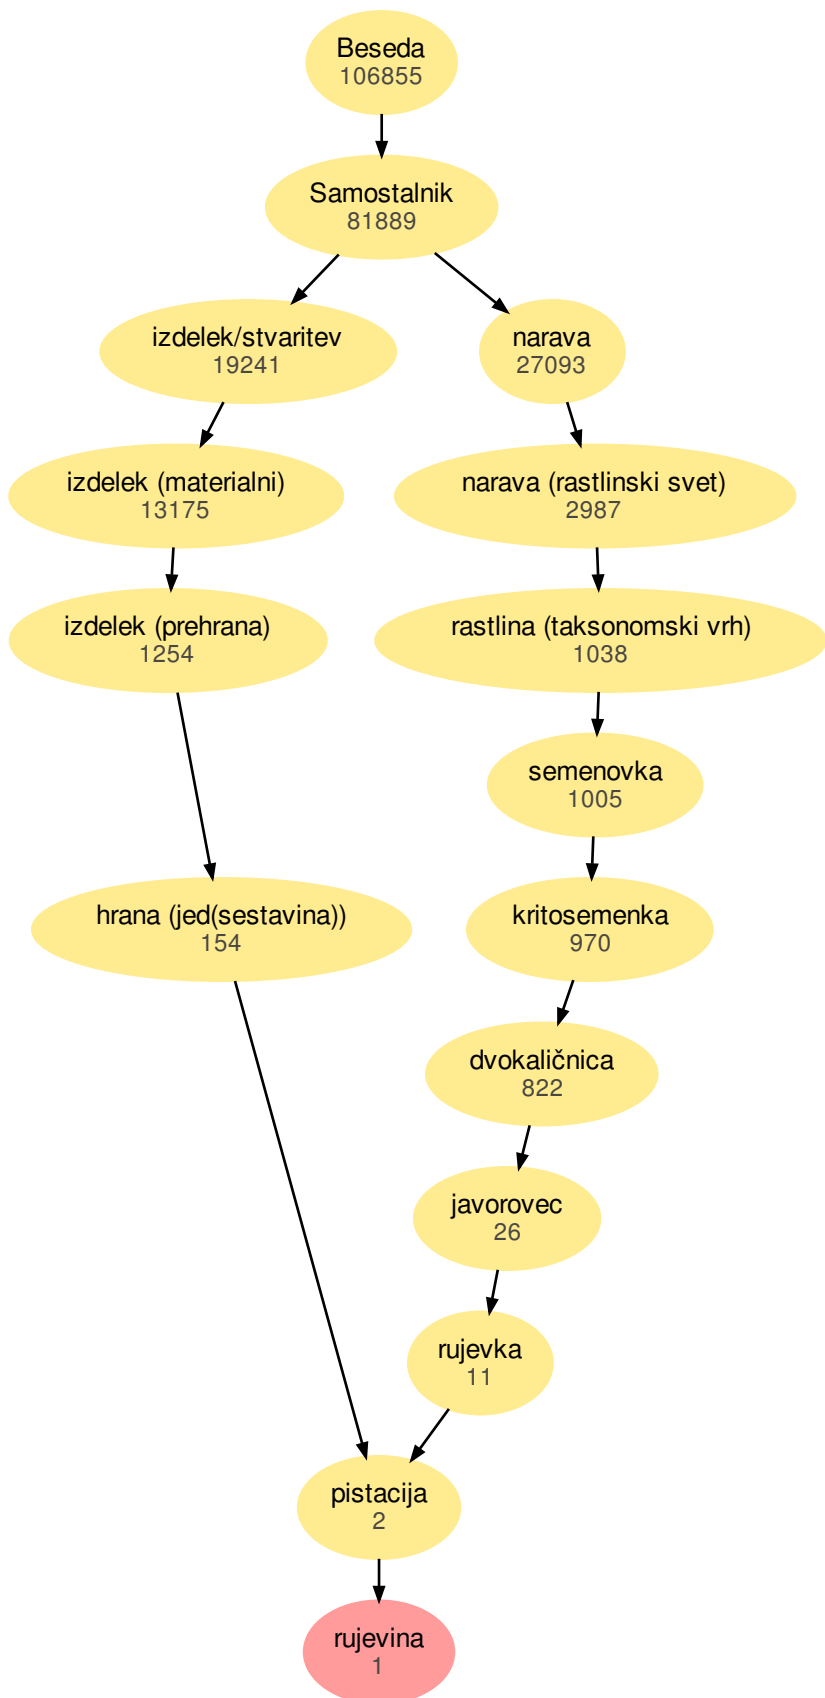 Beseda
106855
Samostalnik
81889
izdelek/stvaritev
19241
narava
27093
izdelek (materialni)
13175
narava (rastlinski svet)
2987
izdelek (prehrana)
1254
rastlina (taksonomski vrh)
1038
semenovka
1005
hrana (jed(sestavina))
154
kritosemenka
970
dvokaličnica
822
javorovec
26
rujevka
11
pistacija
2
rujevina
1